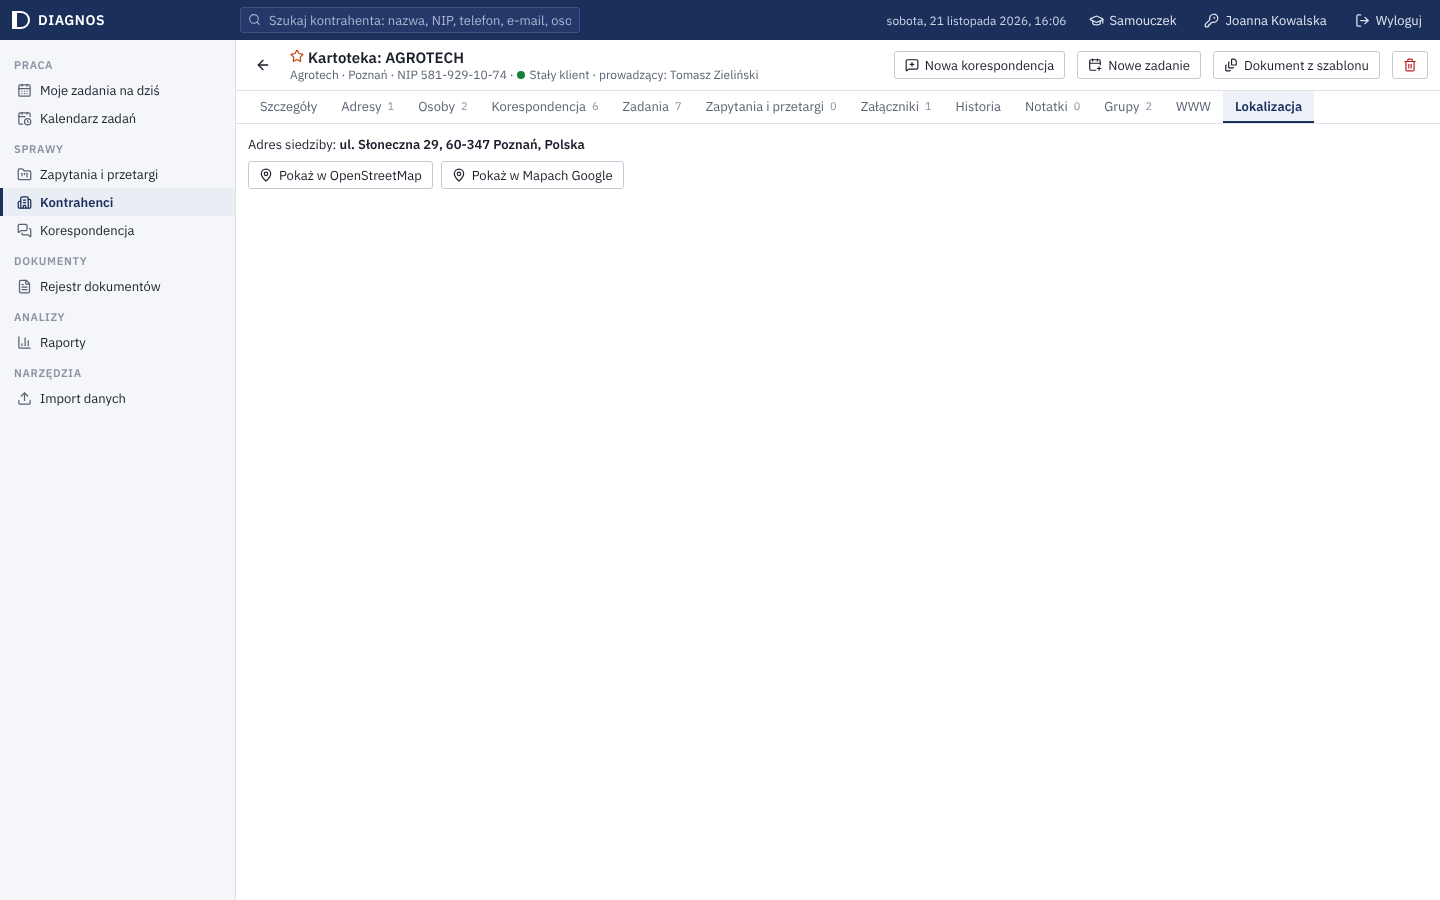 DIAGNOS
Szukaj kontrahenta: nazwa, NIP, telefon, e-mail, oso
sobota, 21 listopada 2026, 16:06
Samouczek
Joanna Kowalska
Wyloguj
PRACA
Moje zadania na dziś
Kalendarz zadań
SPRAWY
Zapytania i przetargi
Kontrahenci
Korespondencja
DOKUMENTY
Rejestr dokumentów
ANALIZY
Raporty
NARZĘDZIA
Import danych
Kartoteka: AGROTECH
Agrotech · Poznań · NIP 581-929-10-74 · Stały klient · prowadzący: Tomasz Zieliński
Nowa korespondencja
Nowe zadanie
Dokument z szablonu
Szczegóły
Adresy 1
Osoby 2
Korespondencja 6
Zadania 7
Zapytania i przetargi 0
Załączniki 1
Historia
Notatki 0
Grupy 2
WWW
Lokalizacja
Adres siedziby: ul. Słoneczna 29, 60-347 Poznań, Polska
Pokaż w OpenStreetMap
Pokaż w Mapach Google